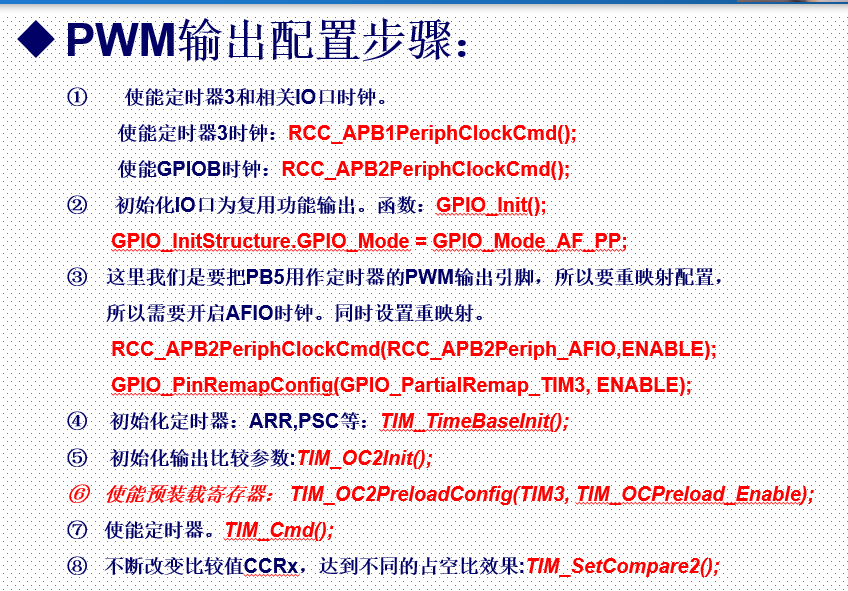 ◆PWM输出配置步骤：
① 使能定时器3和相关IO口时钟。
使能定时器3时钟：RCC_APB1PeriphClockCmd();
使能GPIOB时钟：RCC_APB2PeriphClockCmd();
② 初始化IO口为复用功能输出。函数：GPIO_Init();
GPIO_InitStructure.GPIO_Mode = GPIO_Mode_AF_PP;
③ 这里我们是要把PB5用作定时器的PWM输出引脚，所以要重映射配置，
所以需要开启AFIO时钟。同时设置重映射。
RCC_APB2PeriphClockCmd(RCC_APB2Periph_AFIO,ENABLE);
GPIO_PinRemapConfig(GPIO_PartialRemap_TIM3, ENABLE);
④ 初始化定时器：ARR,PSC等：TIM_TimeBaseInit();
⑤ 初始化输出比较参数:TIM_OC2Init();
⑥ 使能预装载寄存器： TIM_OC2PreloadConfig(TIM3, TIM_OCPreload_Enable);
⑦ 使能定时器。TIM_Cmd();
⑧ 不断改变比较值CCRx，达到不同的占空比效果:TIM_SetCompare2();